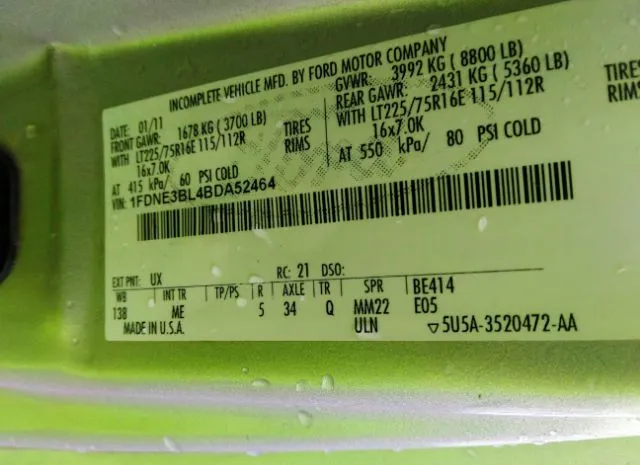 INCOMPLETE VEHICLE MFD. BY FORD MOTOR COMPANY
DATE: 01/11 GVWR: 3992 KG ( 8800 LB)
FRONT GAWR: 1678 KG ( 3700 LB) REAR GAWR: 2431 KG ( 5360 LB)
WITH LT225/75R16E 115/112R TIRES WITH LT225/75R16E 115/112R TIRES
16x7.0K RIMS 16x7.0K RIMS
AT 415 kPa/ 60 PSI COLD AT 550 kPa/ 80 PSI COLD
VIN: 1FDNE3BL4BDA52464
EXT PNT: UX RC: 21 DSO:
WB INT TR TP/PS R AXLE TR SPR BE414
138 ME 5 34 Q MM22 E05
MADE IN U.S.A. ULN ▽5U5A-3520472-AA